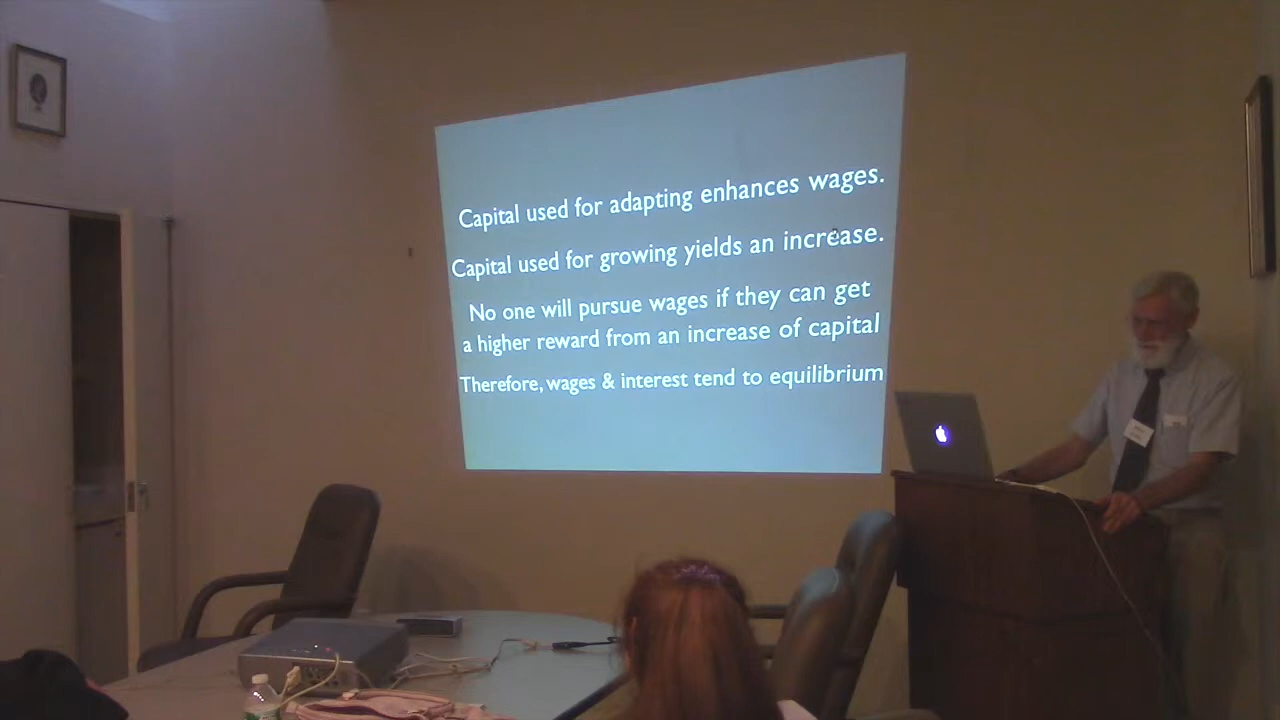 Capital used for adapting enhances wages.
Capital used for growing yields an increase.
No one will pursue wages if they can get
a higher reward from an increase of capital
Therefore, wages & interest tend to equilibrium